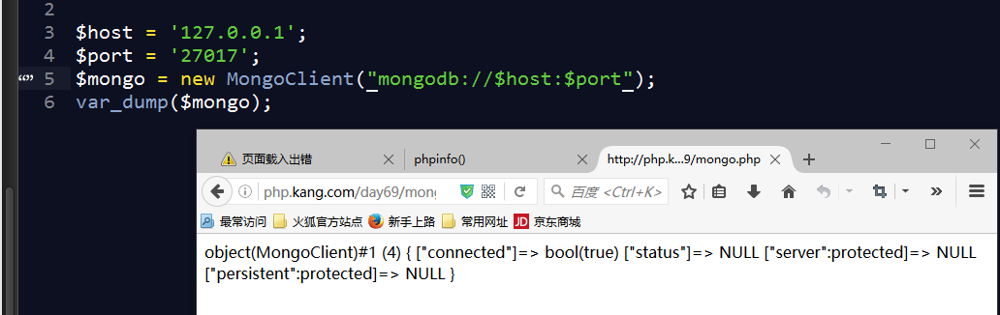 2
3 $host = '127.0.0.1';
4 $port = '27017';
5 $mongo = new MongoClient("mongodb://$host:$port");
6 var_dump($mongo);
页面载入出错 phpinfo() http://php.k...9/mongo.php
php.kang.com/day69/mong 百度 <Ctrl+K>
最常访问 火狐官方站点 新手上路 常用网址 JD 京东商城
object(MongoClient)#1 (4) { ["connected"]=> bool(true) ["status"]=> NULL ["server":protected]=> NULL
["persistent":protected]=> NULL }